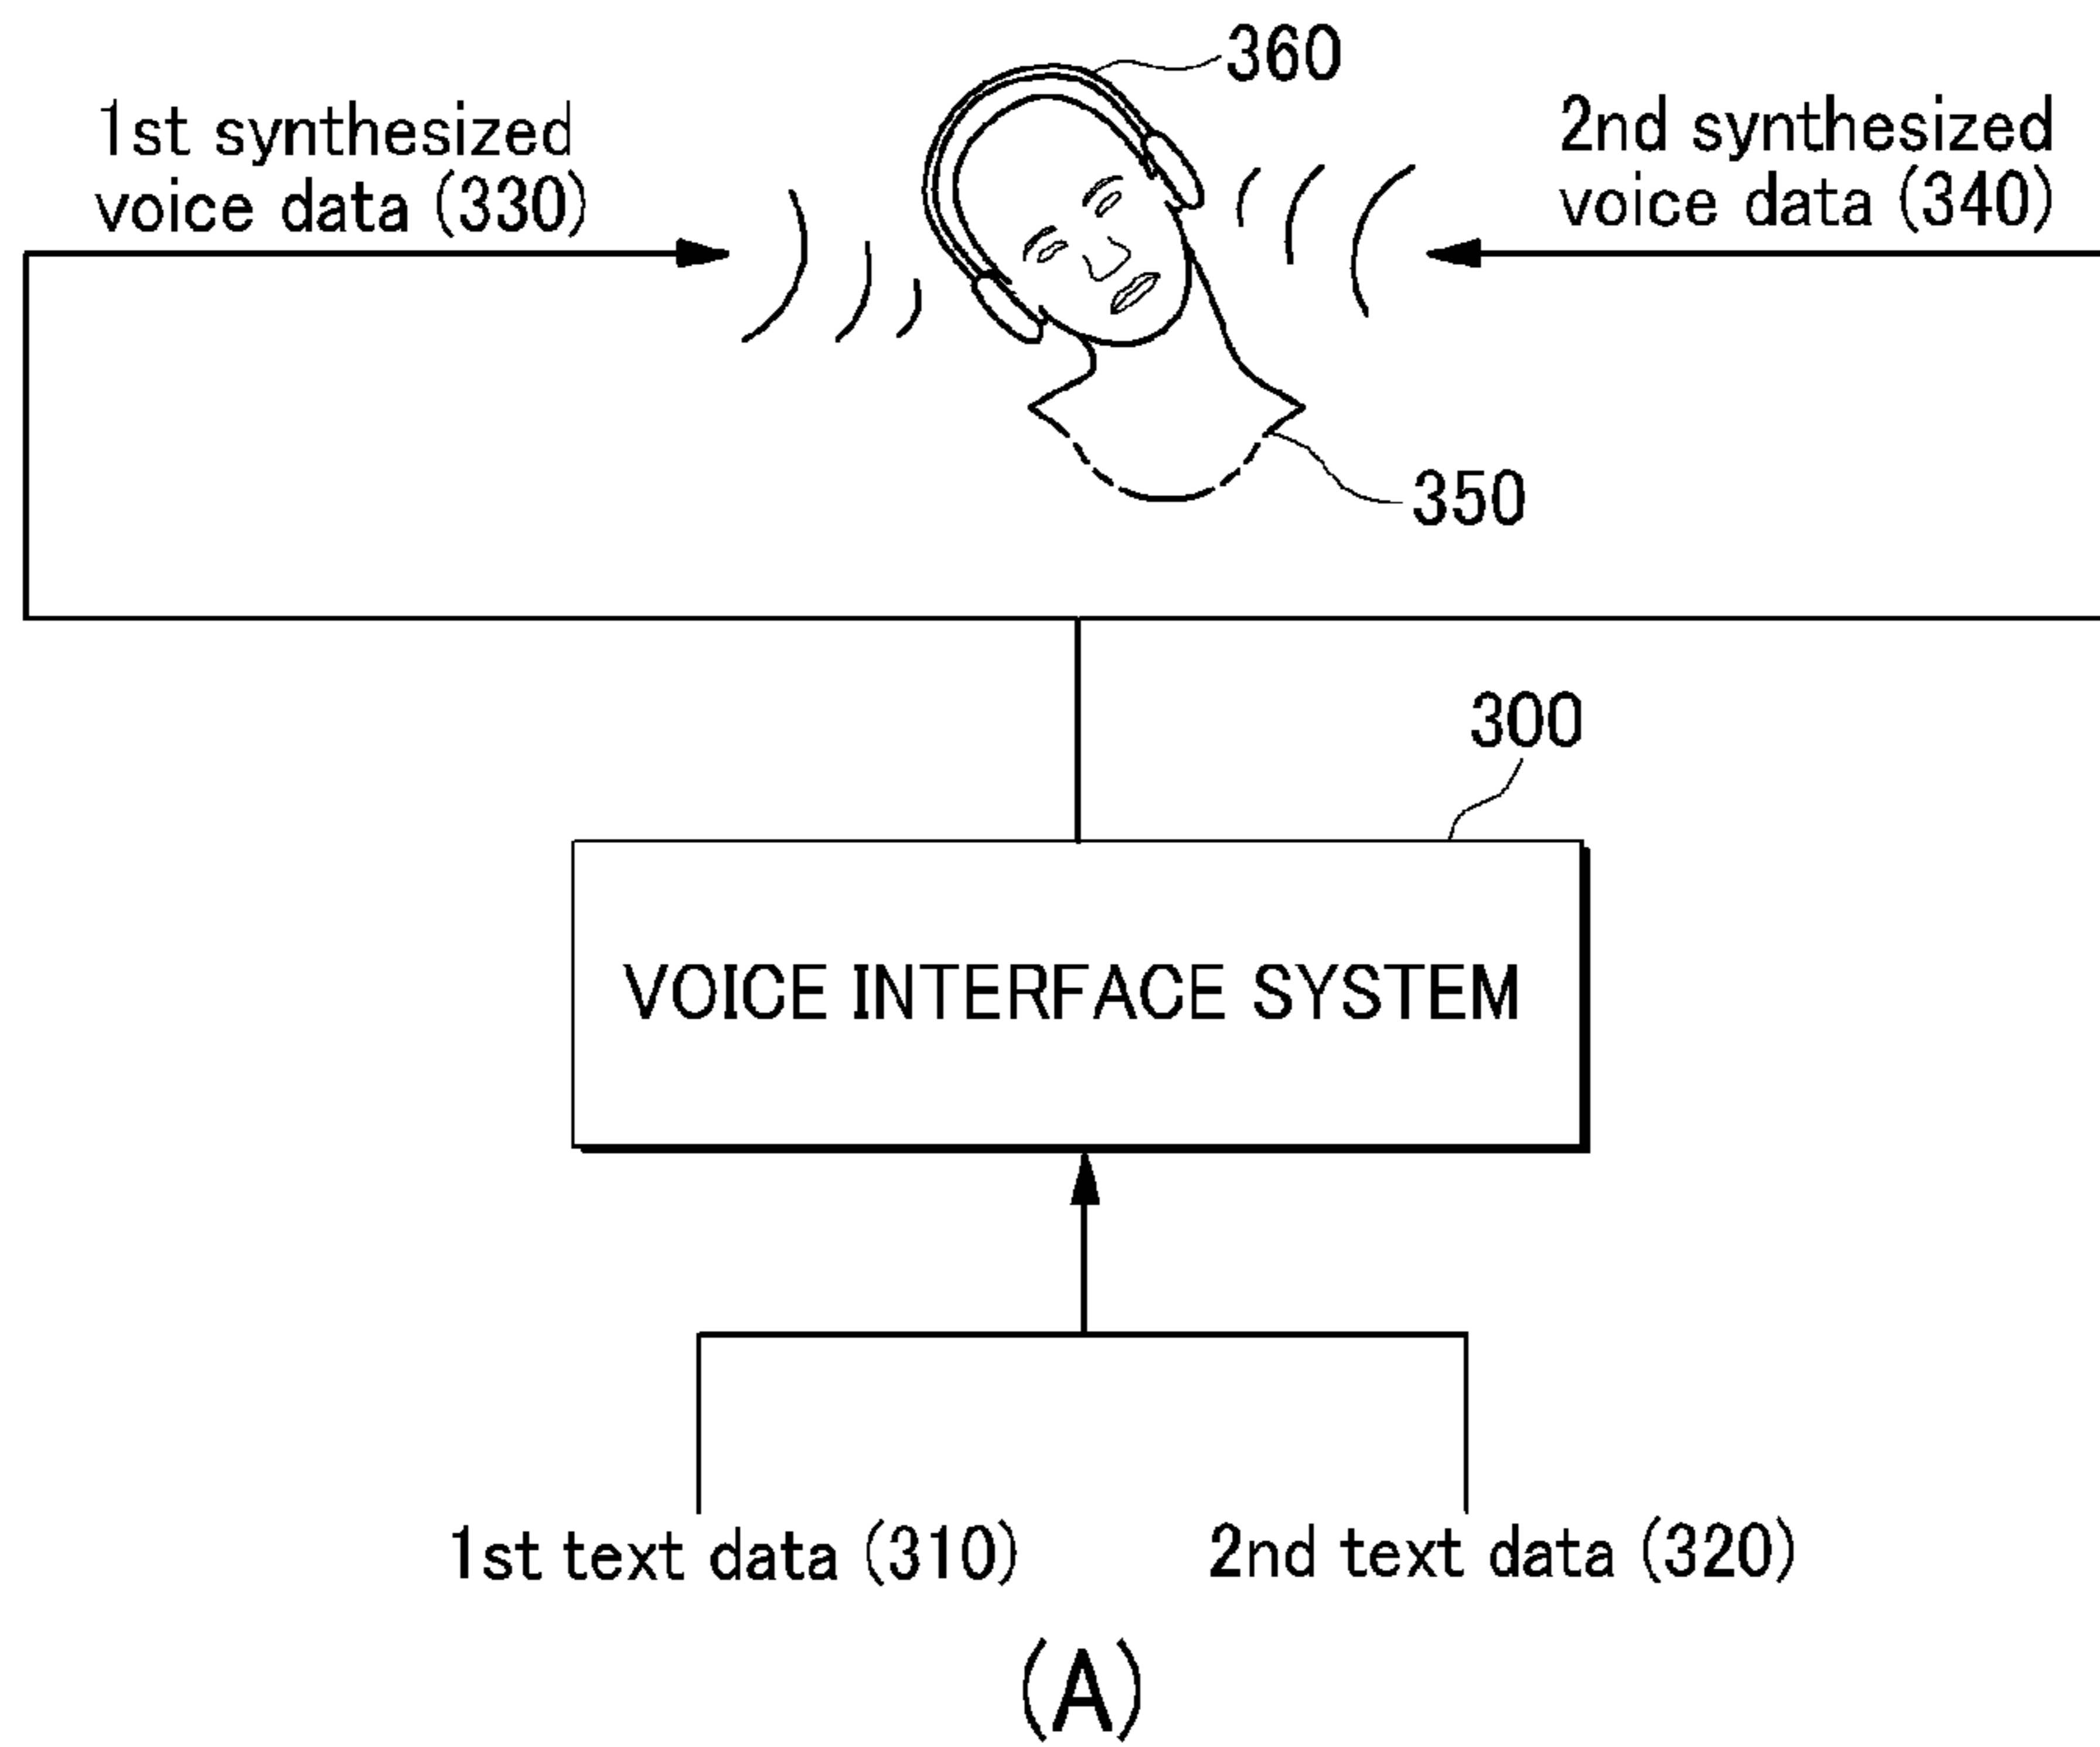 360
1st synthesized
voice data (330)
2nd synthesized
voice data (340)
350
300
VOICE INTERFACE SYSTEM
1st text data (310)
2nd text data (320)
(A)